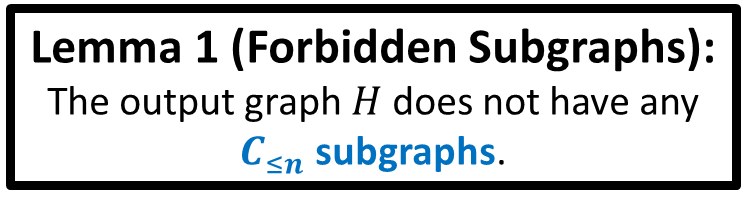 Lemma 1 (Forbidden Subgraphs):
The output graph 𝐻 does not have any
𝑪≤𝒏 subgraphs.